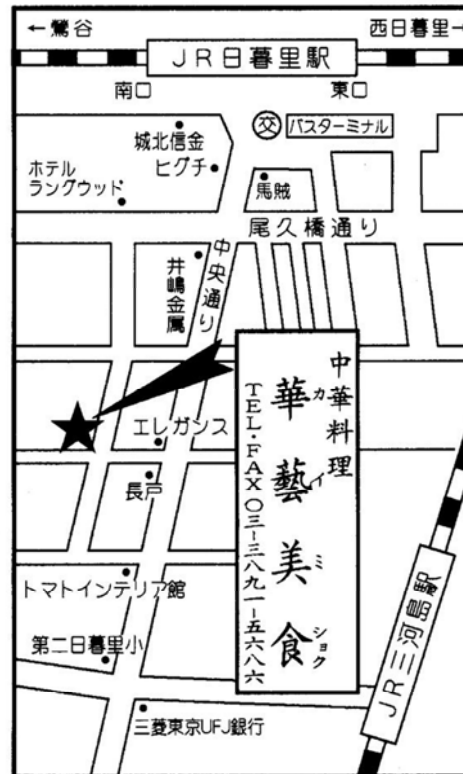 ←鶯谷
西日暮里→
JR日暮里駅
南口
東口
城北信金
交
バスターミナル
ヒグチ
ホテル
ラングウッド
馬賊
尾久橋通り
中央通り
井嶋金属
中華料理
華藝美食
カイミショク
TEL・FAX〇三-三八九一-五六八六
エレガンス
長戸
トマトインテリア館
第二日暮里小
JR三河島駅
三菱東京UFJ銀行